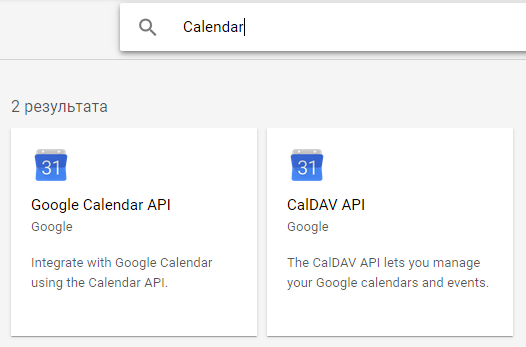 Calendar
2 результата
31
Google Calendar API
Google
Integrate with Google Calendar
using the Calendar API.
31
CalDAV API
Google
The CalDAV API lets you manage
your Google calendars and events.